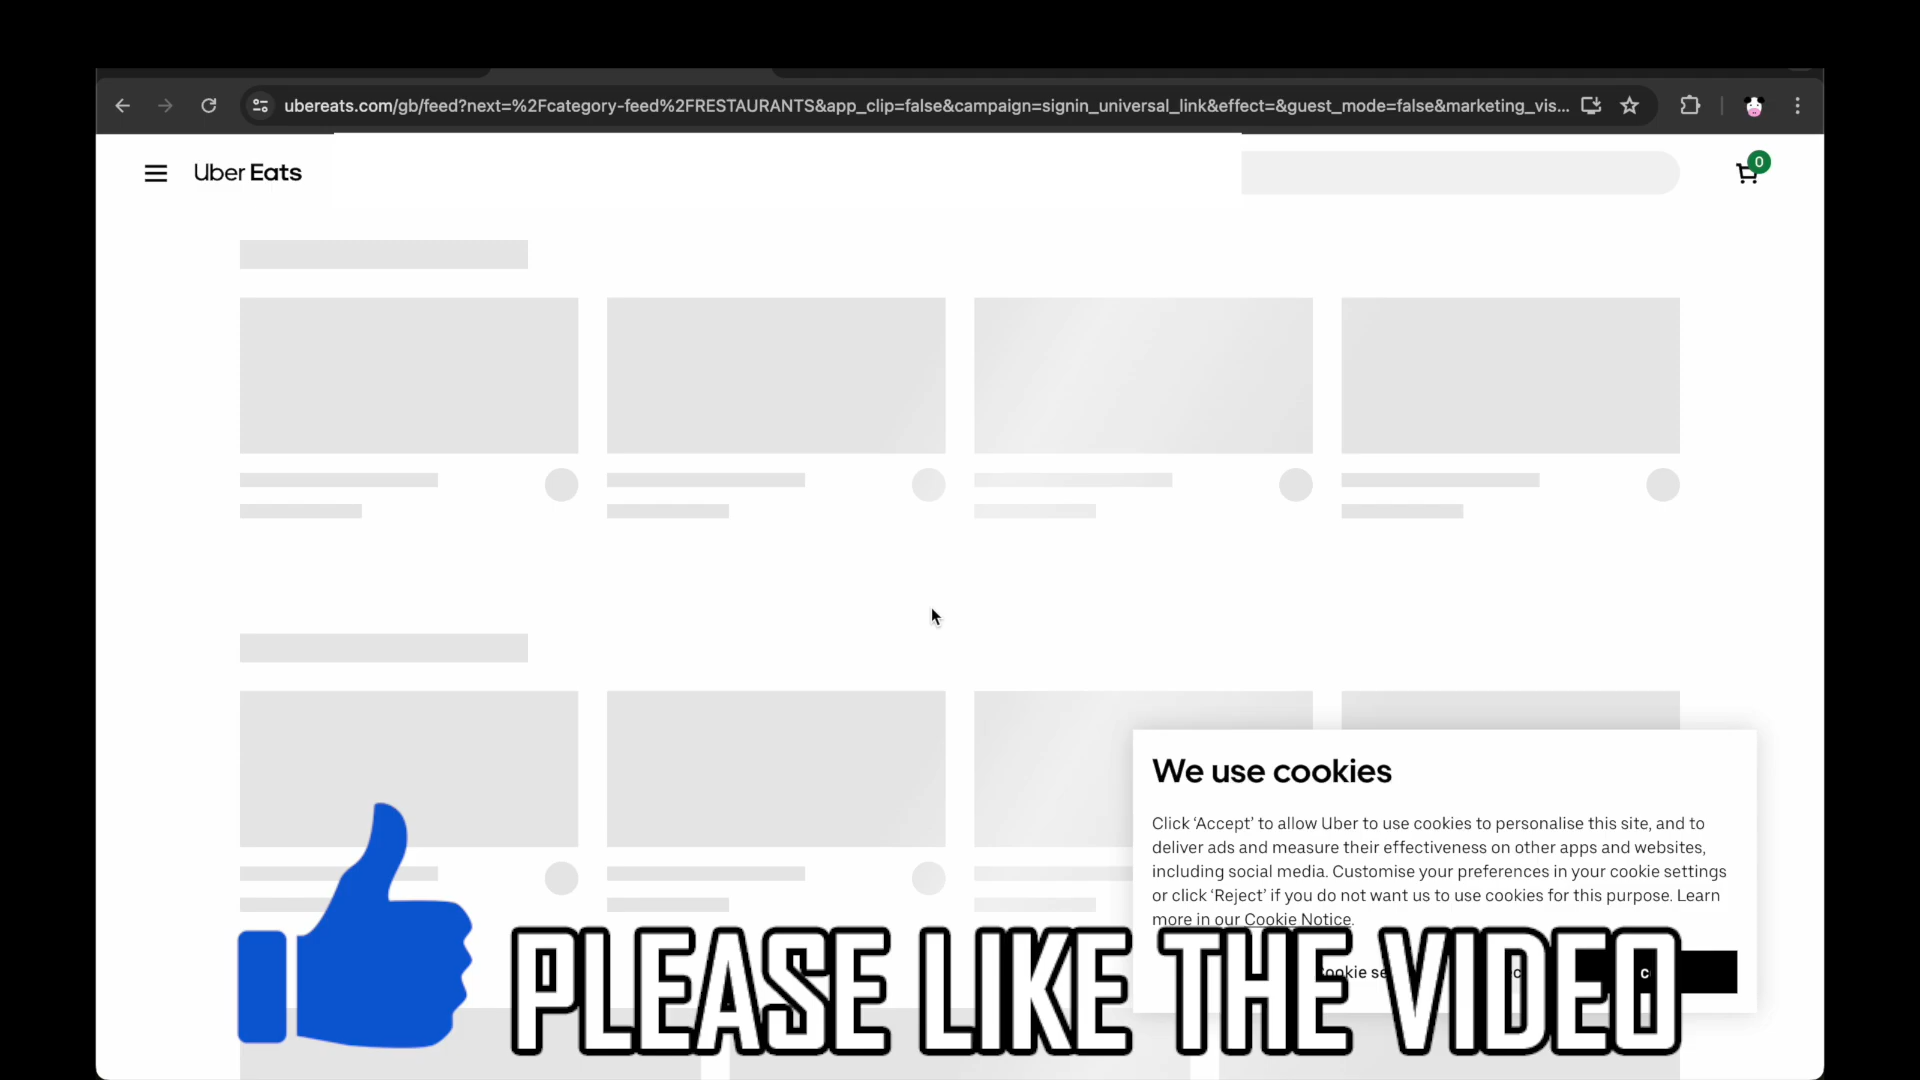 ubereats.com/gb/feed?next=%2Fcategory-feed%2FRESTAURANTS&app_clip=false&campaign=signin_universal_link&effect=&guest_mode=false&marketing_vis...
Uber Eats
0
We use cookies
Click ‘Accept’ to allow Uber to use cookies to personalise this site, and to
deliver ads and measure their effectiveness on other apps and websites,
including social media. Customise your preferences in your cookie settings
or click ‘Reject’ if you do not want us to use cookies for this purpose. Learn
more in our Cookie Notice.
PLEASE LIKE THE VIDEO